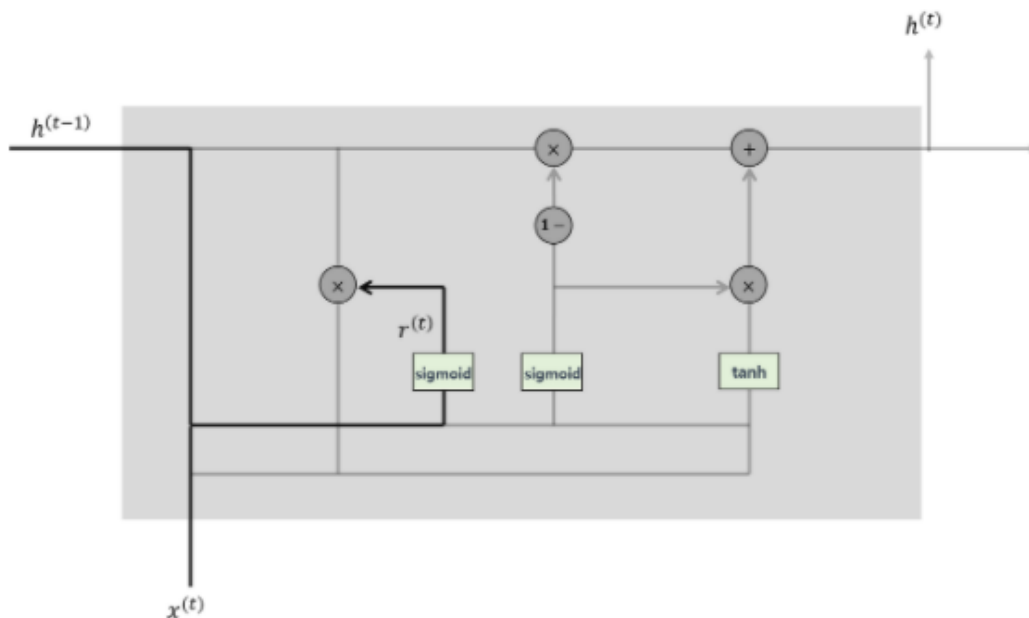 h^(t)
h^(t−1)
×
+
1 −
×
×
r^(t)
sigmoid
sigmoid
tanh
x^(t)